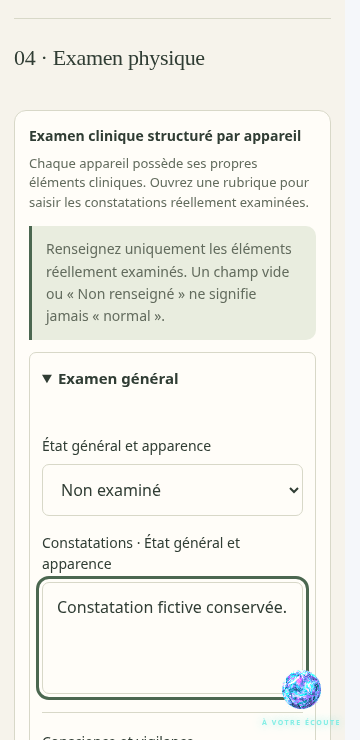 04 · Examen physique
Examen clinique structuré par appareil
Chaque appareil possède ses propres
éléments cliniques. Ouvrez une rubrique pour
saisir les constatations réellement examinées.
Renseignez uniquement les éléments
réellement examinés. Un champ vide
ou « Non renseigné » ne signifie
jamais « normal ».
▼ Examen général
État général et apparence
Non examiné
Constatations · État général et
apparence
Constatation fictive conservée.
À VOTRE ÉCOUTE